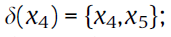 δ(x₄) = {x₄,x₅};